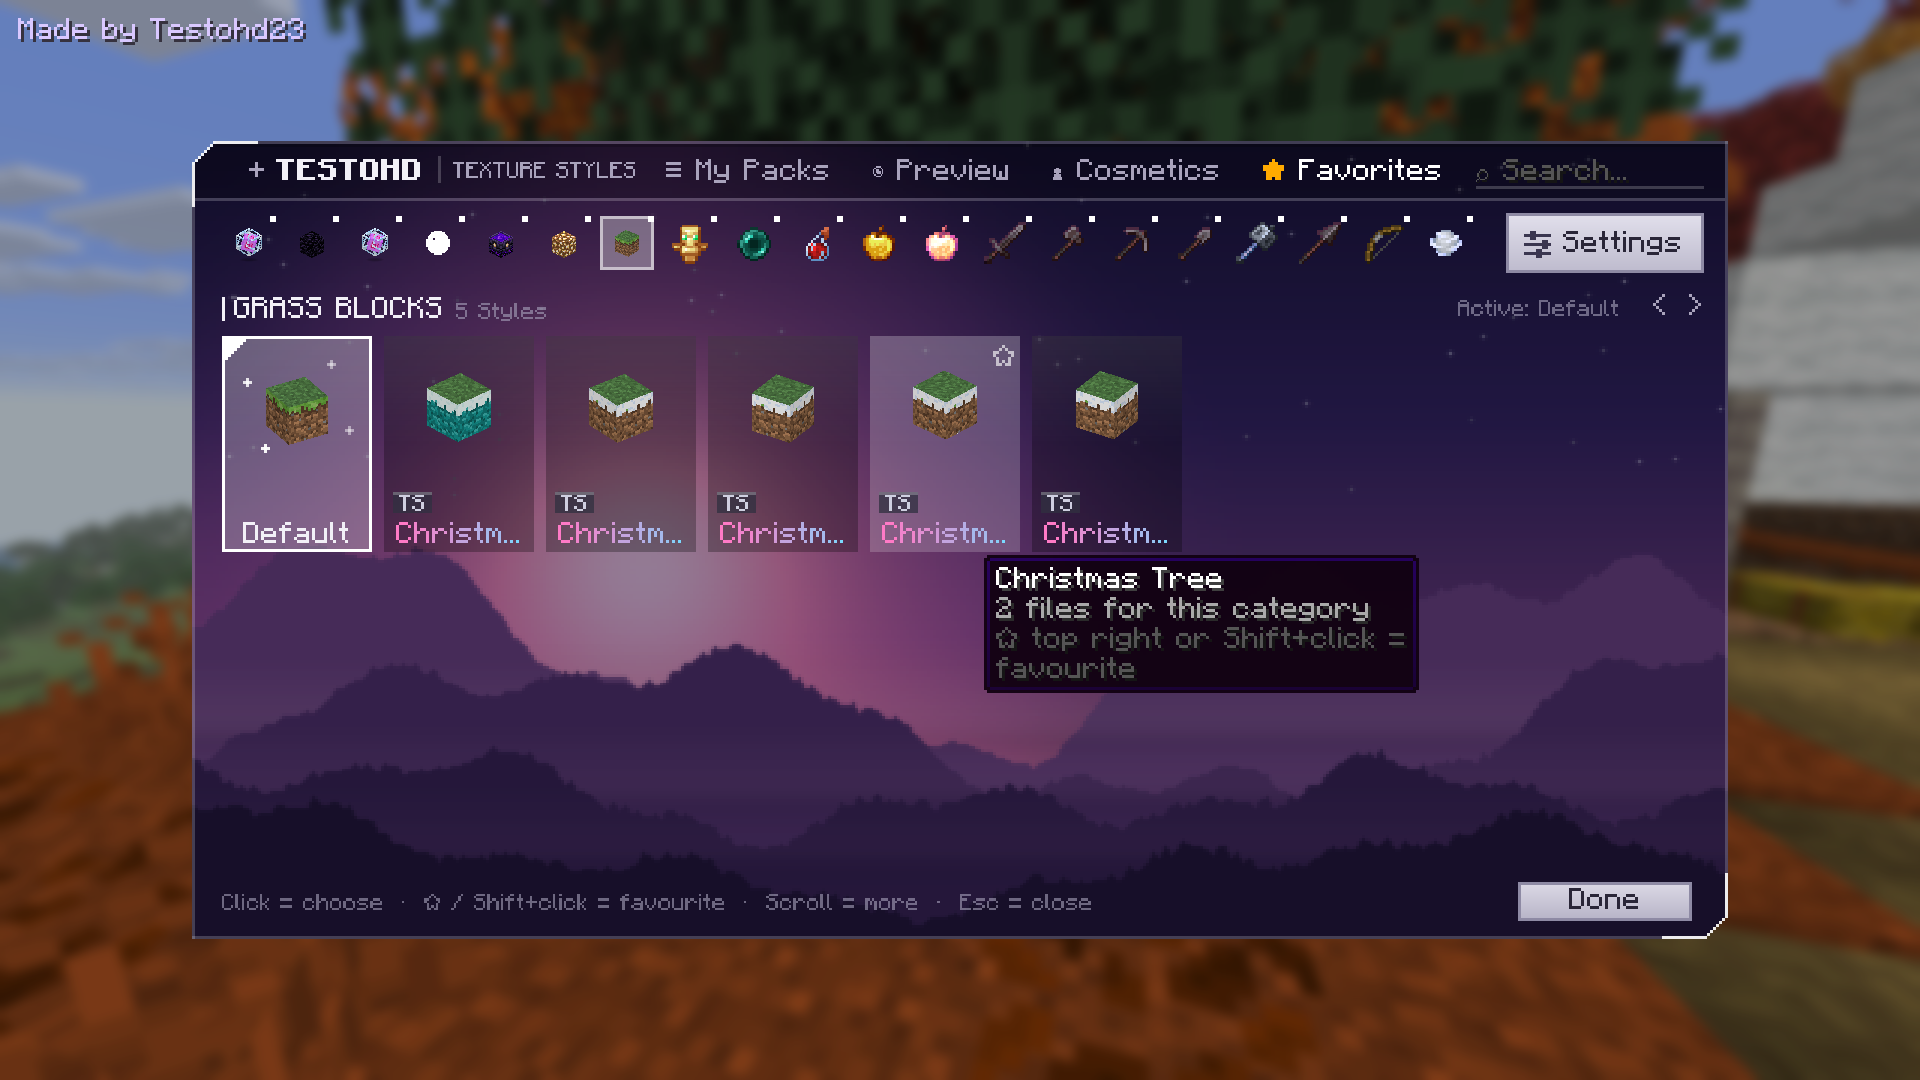 Made by Testohd23
+ TESTOHD | TEXTURE STYLES
My Packs
Preview
Cosmetics
Favorites
Search...
Settings
GRASS BLOCKS 5 Styles
Active: Default
Default
TS
Christm...
TS
Christm...
TS
Christm...
TS
Christm...
TS
Christm...
Christmas Tree
2 files for this category
☆ top right or Shift+click =
favourite
Click = choose · ☆ / Shift+click = favourite · Scroll = more · Esc = close
Done